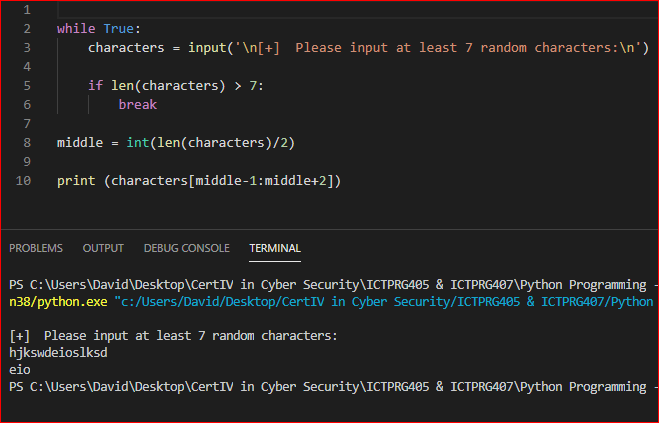 1
2 while True:
3     characters = input('\n[+]  Please input at least 7 random characters:\n')
4
5     if len(characters) > 7:
6         break
7
8 middle = int(len(characters)/2)
9
10 print (characters[middle-1:middle+2])
PROBLEMS OUTPUT DEBUG CONSOLE TERMINAL
PS C:\Users\David\Desktop\CertIV in Cyber Security\ICTPRG405 & ICTPRG407\Python Programming -
n38/python.exe "c:/Users/David/Desktop/CertIV in Cyber Security/ICTPRG405 & ICTPRG407/Python
[+]  Please input at least 7 random characters:
hjkswdeioslksd
eio
PS C:\Users\David\Desktop\CertIV in Cyber Security\ICTPRG405 & ICTPRG407\Python Programming -